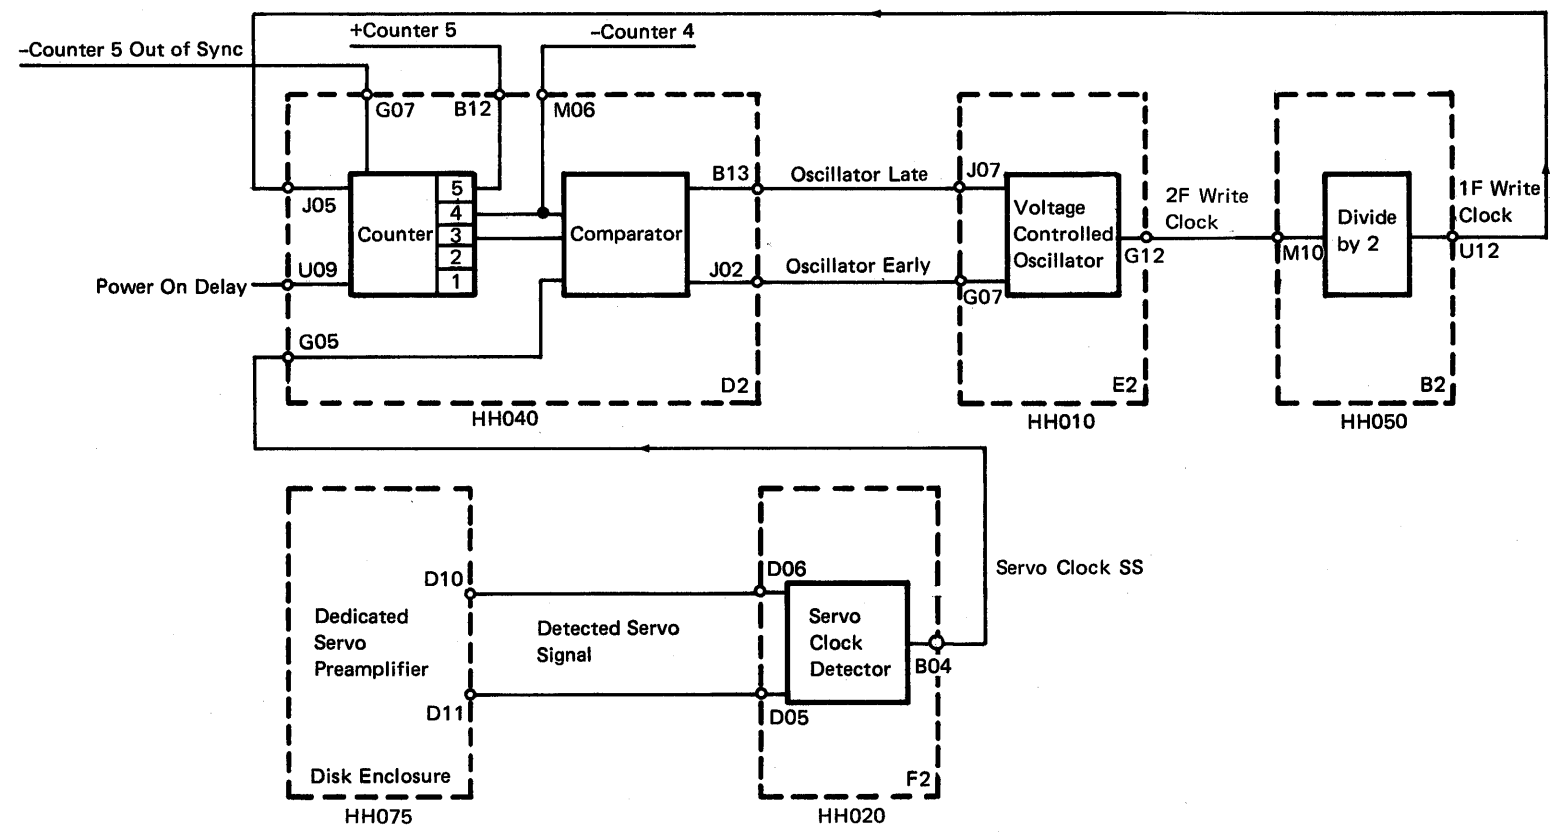 +Counter 5
–Counter 4
–Counter 5 Out of Sync
G07
B12
M06
J05
U09
Power On Delay
G05
Counter
5
4
3
2
1
Comparator
B13
J02
D2
HH040
Oscillator Late
Oscillator Early
J07
G07
Voltage
Controlled
Oscillator
G12
E2
HH010
2F Write
Clock
M10
Divide
by 2
B2
HH050
1F Write
Clock
U12
Servo Clock SS
D10
D11
Dedicated
Servo
Preamplifier
Disk Enclosure
HH075
Detected Servo
Signal
D06
D05
Servo
Clock
Detector
B04
F2
HH020